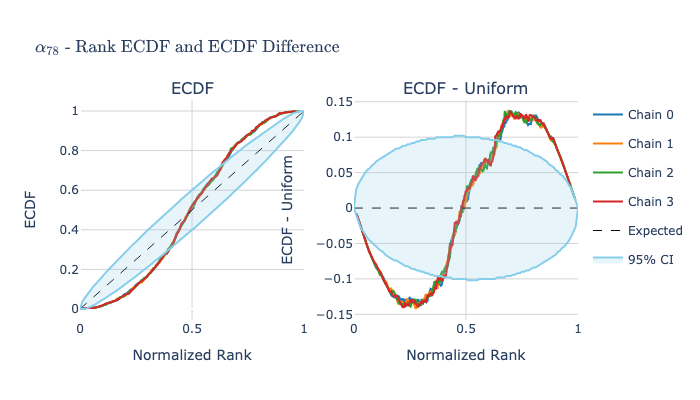 α78 - Rank ECDF and ECDF Difference
ECDF
ECDF - Uniform
1
0.8
0.6
0.4
0.2
0
ECDF
0
0.5
1
Normalized Rank
0.15
0.1
0.05
0
−0.05
−0.1
−0.15
ECDF - Uniform
0
0.5
1
Normalized Rank
Chain 0
Chain 1
Chain 2
Chain 3
Expected
95% CI